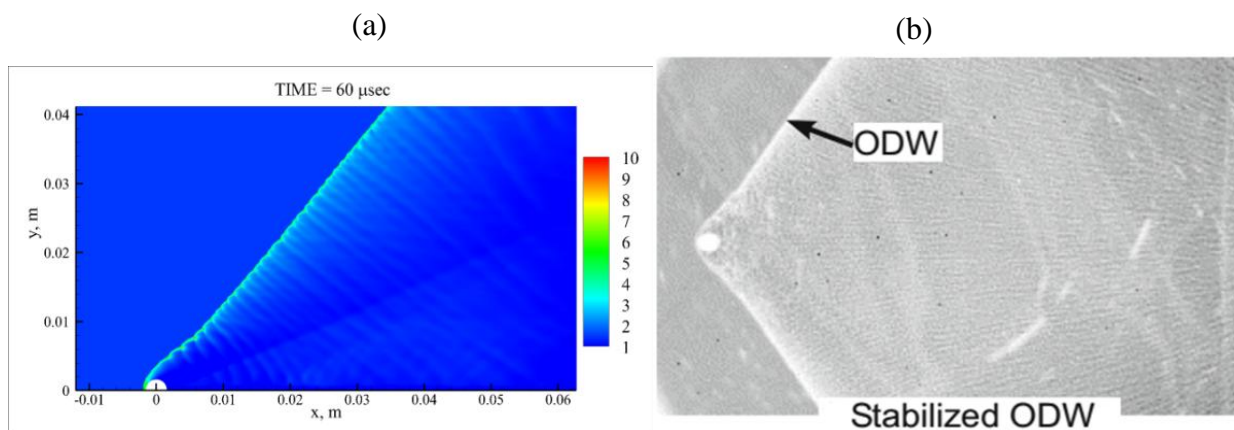 (a)
(b)
TIME = 60 μsec
y, m
0.04
0.03
0.02
0.01
0
-0.01 0 0.01 0.02 0.03 0.04 0.05 0.06
x, m
10
9
8
7
6
5
4
3
2
1
ODW
Stabilized ODW